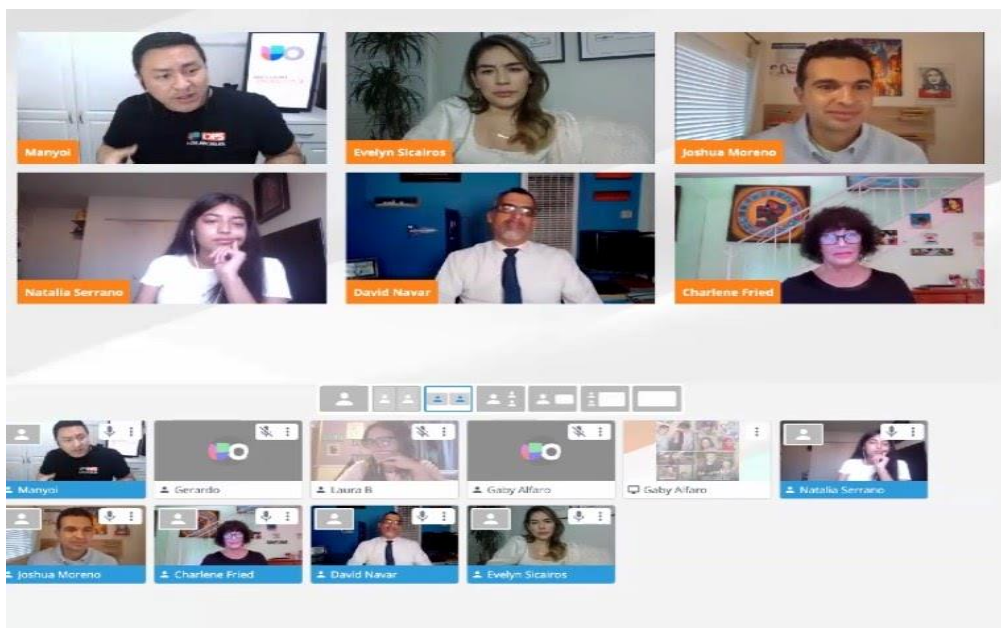 Manyoi
Evelyn Sicairos
Joshua Moreno
Natalia Serrano
David Navar
Charlene Fried
Manyoi
Gerardo
Laura B
Gaby Alfaro
Gaby Alfaro
Natalia Serrano
Joshua Moreno
Charlene Fried
David Navar
Evelyn Sicairos